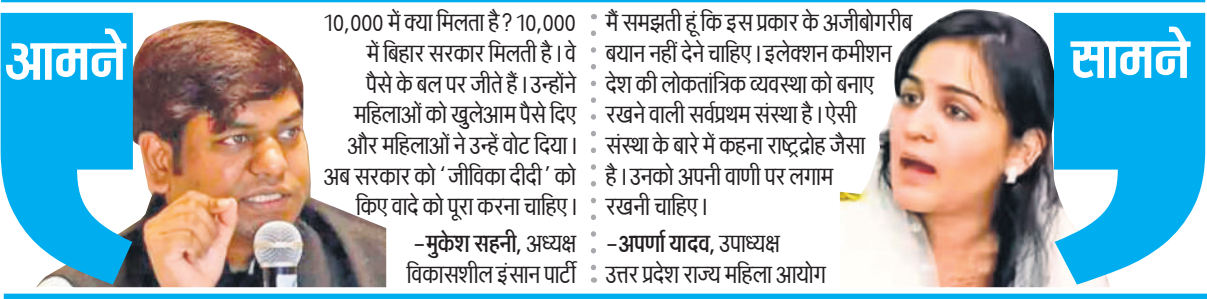 आमने
10,000 में क्या मिलता है? 10,000
में बिहार सरकार मिलती है। वे
पैसे के बल पर जीते हैं। उन्होंने
महिलाओं को खुलेआम पैसे दिए
और महिलाओं ने उन्हें वोट दिया।
अब सरकार को ‘जीविका दीदी’ को
किए वादे को पूरा करना चाहिए।
-मुकेश सहनी, अध्यक्ष
विकासशील इंसान पार्टी
मैं समझती हूं कि इस प्रकार के अजीबोगरीब
बयान नहीं देने चाहिए। इलेक्शन कमीशन
देश की लोकतांत्रिक व्यवस्था को बनाए
रखने वाली सर्वप्रथम संस्था है। ऐसी
संस्था के बारे में कहना राष्ट्रद्रोह जैसा
है। उनको अपनी वाणी पर लगाम
रखनी चाहिए।
-अपर्णा यादव, उपाध्यक्ष
उत्तर प्रदेश राज्य महिला आयोग
सामने